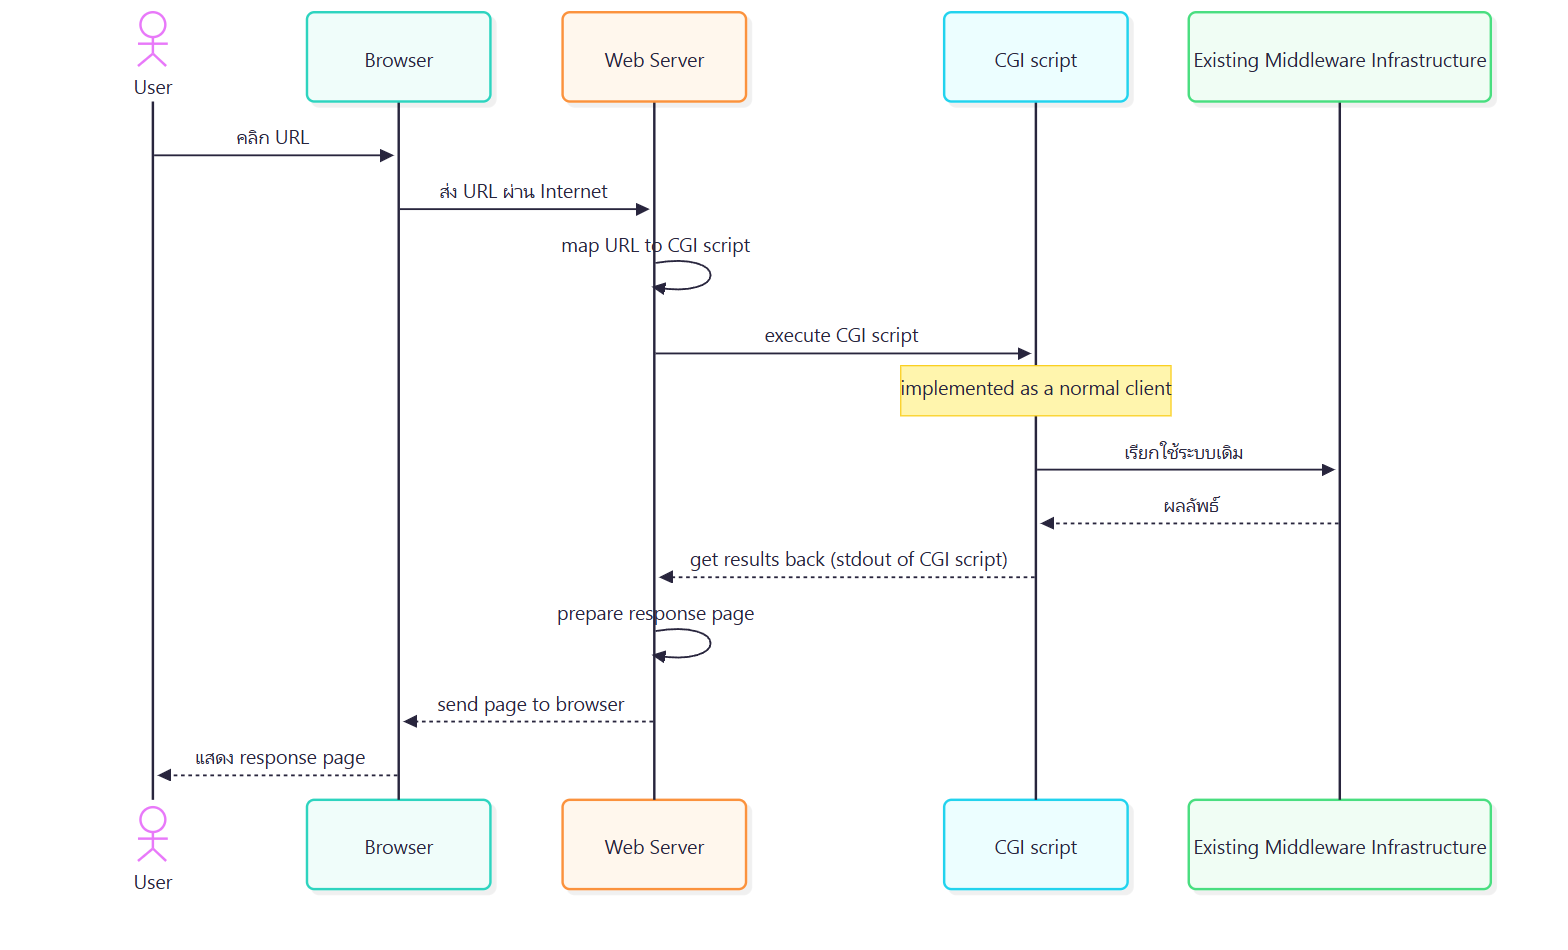 User
Browser
Web Server
CGI script
Existing Middleware Infrastructure
คลิก URL
ส่ง URL ผ่าน Internet
map URL to CGI script
execute CGI script
implemented as a normal client
เรียกใช้ระบบเดิม
ผลลัพธ์
get results back (stdout of CGI script)
prepare response page
send page to browser
แสดง response page
User
Browser
Web Server
CGI script
Existing Middleware Infrastructure